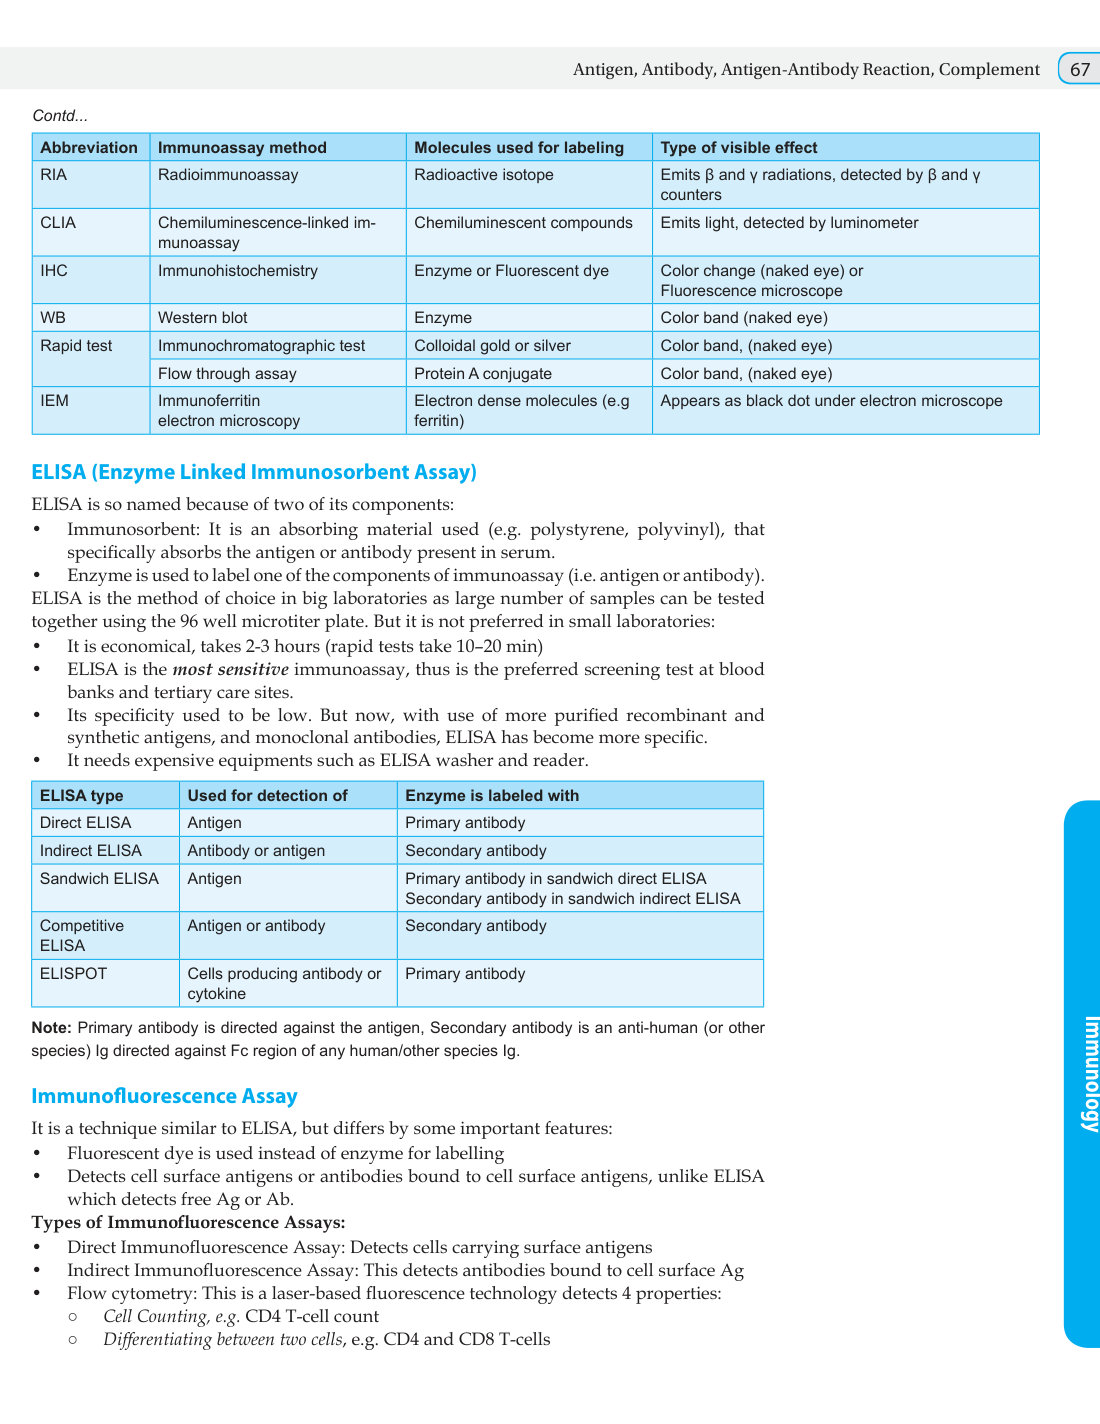 Antigen, Antibody, Antigen-Antibody Reaction, Complement 67
Contd...
Abbreviation Immunoassay method Molecules used for labeling Type of visible effect
RIA Radioimmunoassay Radioactive isotope Emits β and γ radiations, detected by β and γ
counters
CLIA Chemiluminescence-linked im- Chemiluminescent compounds Emits light, detected by luminometer
munoassay
IHC Immunohistochemistry Enzyme or Fluorescent dye Color change (naked eye) or
Fluorescence microscope
WB Western blot Enzyme Color band (naked eye)
Rapid test Immunochromatographic test Colloidal gold or silver Color band, (naked eye)
Flow through assay Protein A conjugate Color band, (naked eye)
IEM Immunoferritin Electron dense molecules (e.g Appears as black dot under electron microscope
electron microscopy ferritin)
ELISA (Enzyme Linked Immunosorbent Assay)
ELISA is so named because of two of its components:
• Immunosorbent: It is an absorbing material used (e.g. polystyrene, polyvinyl), that
specifically absorbs the antigen or antibody present in serum.
• Enzyme is used to label one of the components of immunoassay (i.e. antigen or antibody).
ELISA is the method of choice in big laboratories as large number of samples can be tested
together using the 96 well microtiter plate. But it is not preferred in small laboratories:
• It is economical, takes 2-3 hours (rapid tests take 10–20 min)
• ELISA is the most sensitive immunoassay, thus is the preferred screening test at blood
banks and tertiary care sites.
• Its specificity used to be low. But now, with use of more purified recombinant and
synthetic antigens, and monoclonal antibodies, ELISA has become more specific.
• It needs expensive equipments such as ELISA washer and reader.
ELISA type Used for detection of Enzyme is labeled with
Direct ELISA Antigen Primary antibody
Indirect ELISA Antibody or antigen Secondary antibody
Sandwich ELISA Antigen Primary antibody in sandwich direct ELISA
Secondary antibody in sandwich indirect ELISA
Competitive Antigen or antibody Secondary antibody
ELISA
ELISPOT Cells producing antibody or Primary antibody
cytokine
Note: Primary antibody is directed against the antigen, Secondary antibody is an anti-human (or other
species) Ig directed against Fc region of any human/other species Ig.
Immunofluorescence Assay
It is a technique similar to ELISA, but differs by some important features:
• Fluorescent dye is used instead of enzyme for labelling
• Detects cell surface antigens or antibodies bound to cell surface antigens, unlike ELISA
which detects free Ag or Ab.
Types of Immunofluorescence Assays:
• Direct Immunofluorescence Assay: Detects cells carrying surface antigens
• Indirect Immunofluorescence Assay: This detects antibodies bound to cell surface Ag
• Flow cytometry: This is a laser-based fluorescence technology detects 4 properties:
○ Cell Counting, e.g. CD4 T-cell count
○ Differentiating between two cells, e.g. CD4 and CD8 T-cells
Immunology